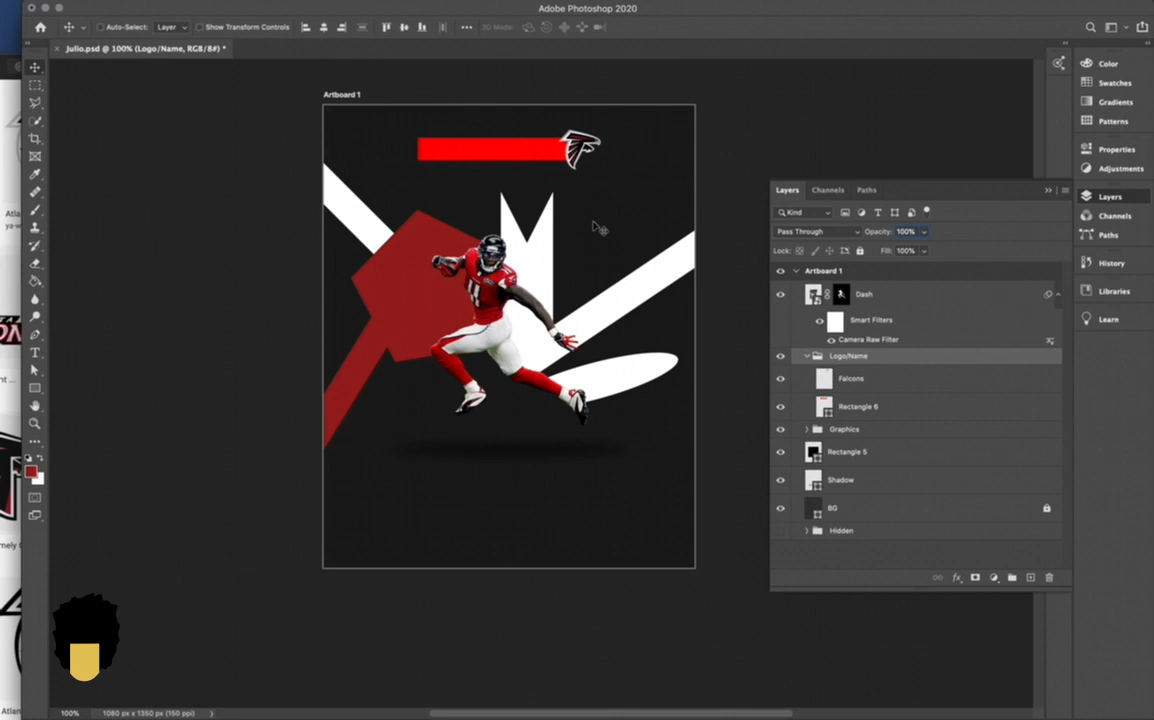 Adobe Photoshop 2020
Auto-Select: Layer Show Transform Controls 3D Mode:
Julio.psd @ 100% (Logo/Name, RGB/8#) *
Artboard 1
Color
Swatches
Gradients
Patterns
Properties
Adjustments
Layers
Channels
Paths
History
Libraries
Learn
Layers Channels Paths
Kind
Pass Through Opacity: 100%
Lock: Fill: 100%
Artboard 1
Dash
Smart Filters
Camera Raw Filter
Logo/Name
Falcons
Rectangle 6
Graphics
Rectangle 5
Shadow
BG
Hidden
11
100% 1080 px x 1350 px (150 ppi)